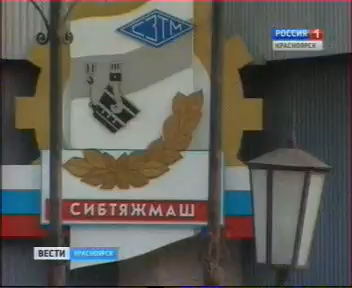 СЗТМ
РОССИЯ 1
КРАСНОЯРСК
СИБТЯЖМАШ
ВЕСТИ КРАСНОЯРСК